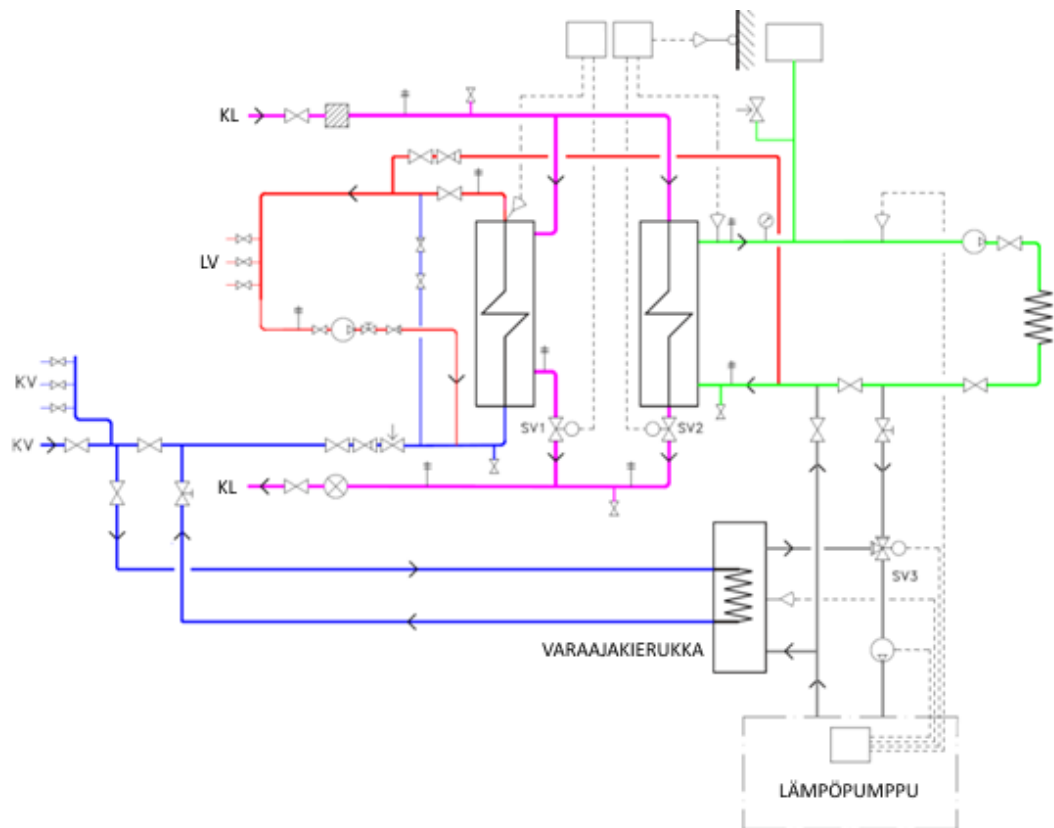 KL
LV
KV
KV
SV1
SV2
KL
SV3
VARAAJAKIERUKKA
LÄMPÖPUMPPU